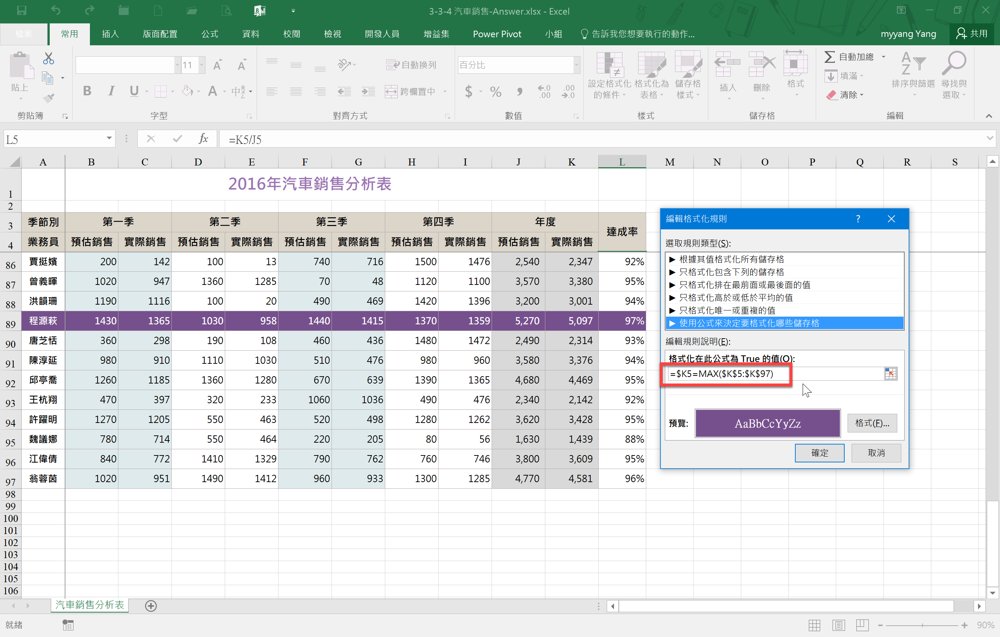 3-3-4 汽車銷售-Answer.xlsx - Excel
檔案 常用 插入 版面配置 公式 資料 校閱 檢視 開發人員 增益集 Power Pivot 小組 告訴我您想要執行的動作... myyang Yang 共用
11 自動換列 百分比 自動加總
貼上 設定格式化的條件 格式化為表格 儲存格樣式 插入 刪除 格式 填滿 排序與篩選 尋找與選取
B I U A 中 跨欄置中 $ % 清除
剪貼簿 字型 對齊方式 數值 樣式 儲存格 編輯
L5 fx =K5/J5
A B C D E F G H I J K L M N O P Q R S
1 2016年汽車銷售分析表
2
3 季節別 第一季 第二季 第三季 第四季 年度 達成率
4 業務員 預估銷售 實際銷售 預估銷售 實際銷售 預估銷售 實際銷售 預估銷售 實際銷售 預估銷售 實際銷售
86 賈挺嬪 200 142 100 13 740 716 1500 1476 2,540 2,347 92%
87 曾義暉 1020 947 1360 1285 70 48 1120 1100 3,570 3,380 95%
88 洪韻珊 1190 1116 100 20 490 469 1420 1396 3,200 3,001 94%
89 程源萩 1430 1365 1030 958 1440 1415 1370 1359 5,270 5,097 97%
90 唐芝恬 360 298 190 108 460 436 1480 1472 2,490 2,314 93%
91 陳淳延 980 910 1110 1030 510 476 980 960 3,580 3,376 94%
92 邱亭喬 1260 1185 1360 1280 670 639 1390 1365 4,680 4,469 95%
93 王杭翔 470 397 320 233 1060 1036 490 476 2,340 2,142 92%
94 許躍明 1270 1205 550 463 520 498 1280 1262 3,620 3,428 95%
95 魏議娜 780 714 550 464 220 205 80 56 1,630 1,439 88%
96 江偉倩 840 772 1410 1329 790 762 760 746 3,800 3,609 95%
97 翁蓉茵 1020 951 1490 1412 960 933 1300 1285 4,770 4,581 96%
98
99
100
101
102
103
104
105
106
編輯格式化規則 ?
選取規則類型(S):
► 根據其值格式化所有儲存格
► 只格式化包含下列的儲存格
► 只格式化排在最前面或最後面的值
► 只格式化高於或低於平均的值
► 只格式化唯一或重複的值
► 使用公式來決定要格式化哪些儲存格
編輯規則說明(E):
格式化在此公式為 True 的值(O):
=$K5=MAX($K$5:$K$97)
預覽: AaBbCcYyZz 格式(F)...
確定 取消
汽車銷售分析表
就緒 90%